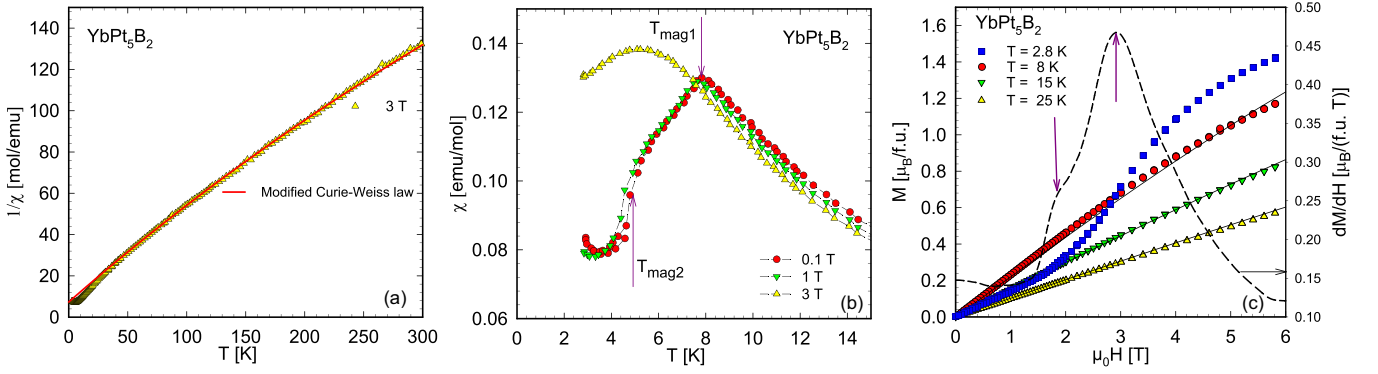 YbPt5B2
3 T
Modified Curie-Weiss law
(a)
1/χ [mol/emu]
0
20
40
60
80
100
120
140
0 50 100 150 200 250 300
T [K]
YbPt5B2
Tmag1
Tmag2
0.1 T
1 T
3 T
(b)
χ [emu/mol]
0.14
0.12
0.10
0.08
0.06
0 2 4 6 8 10 12 14
T [K]
YbPt5B2
T = 2.8 K
T = 8 K
T = 15 K
T = 25 K
(c)
M [μB/f.u.]
1.6
1.4
1.2
1.0
0.8
0.6
0.4
0.2
0.0
0 1 2 3 4 5 6
μ0H [T]
0.50
0.45
0.40
0.35
0.30
0.25
0.20
0.15
0.10
dM/dH [μB/(f.u. T)]